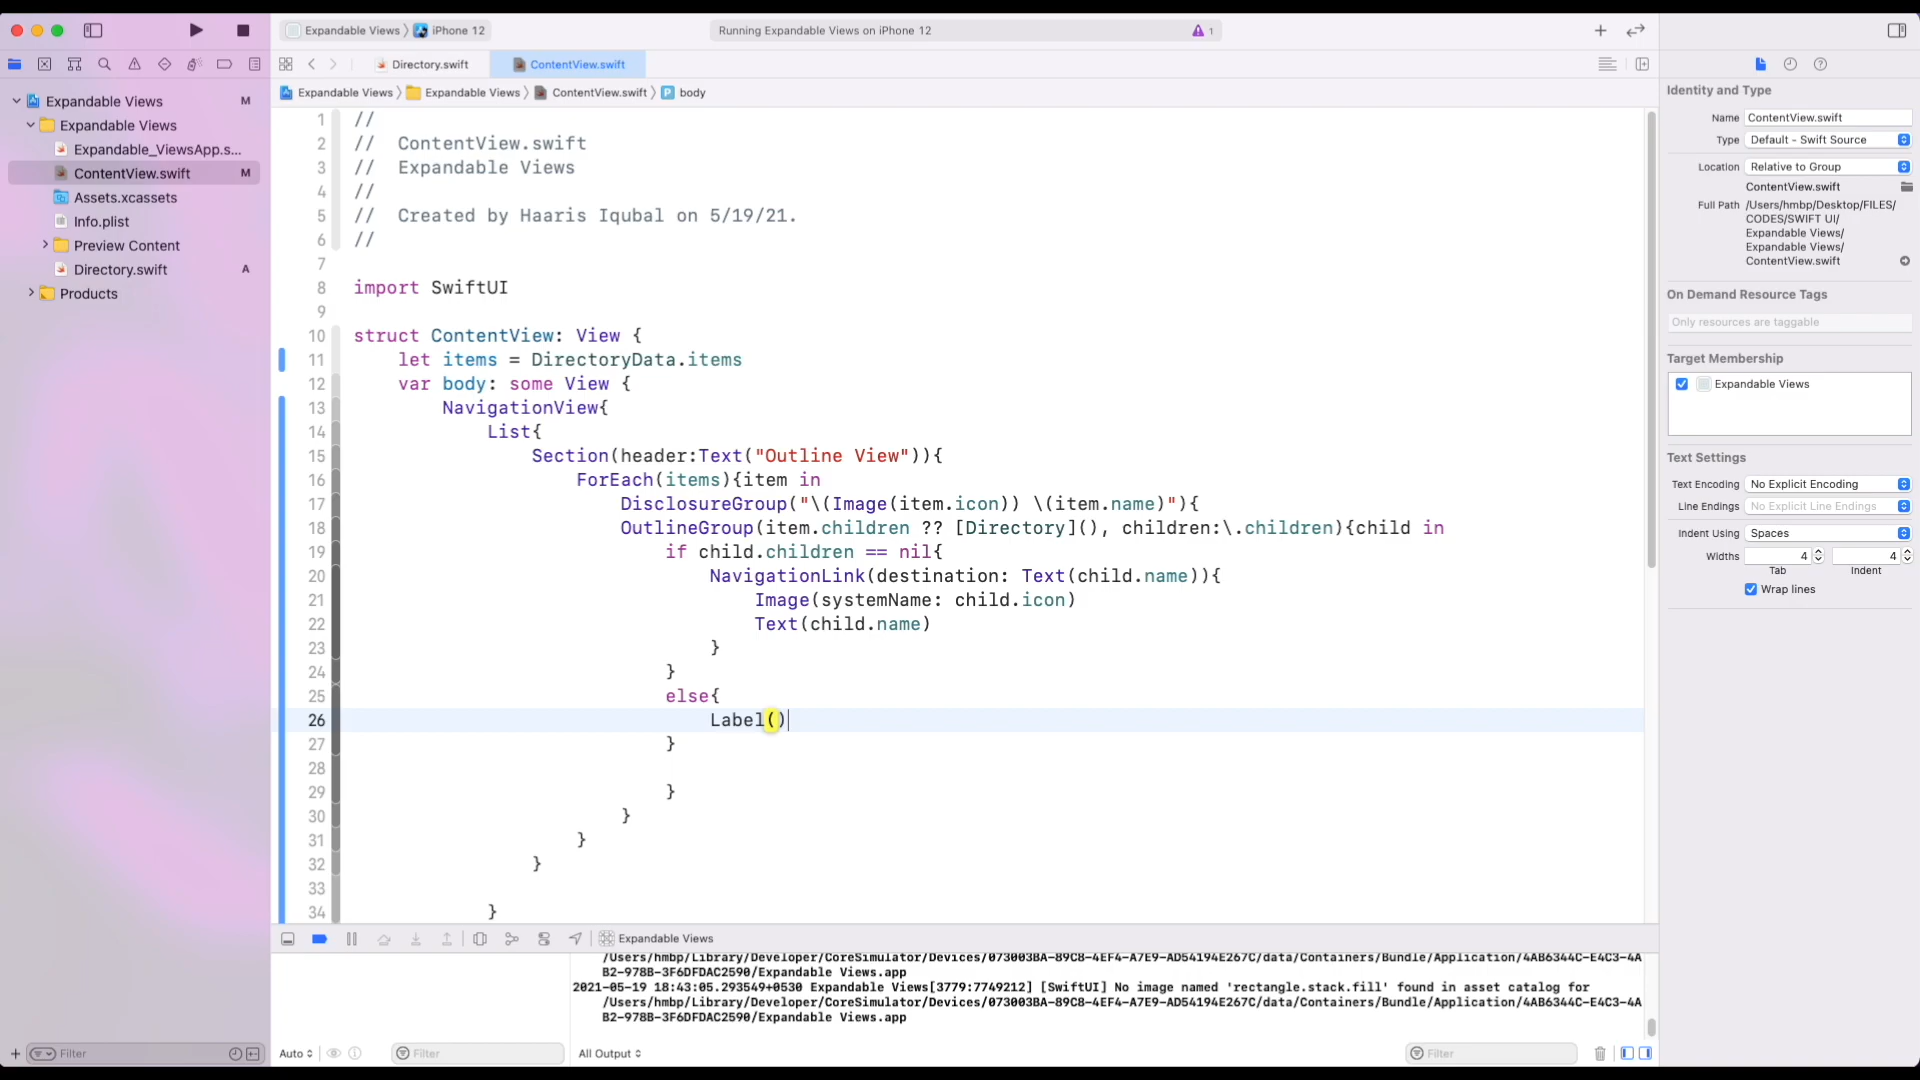 Expandable Views
iPhone 12
Running Expandable Views on iPhone 12
1
Directory.swift
ContentView.swift
Expandable Views
Expandable Views
ContentView.swift
body
Expandable Views M
Expandable Views
Expandable_ViewsApp.s...
ContentView.swift M
Assets.xcassets
Info.plist
Preview Content
Directory.swift A
Products
Filter
1 //
2 //  ContentView.swift
3 //  Expandable Views
4 //
5 //  Created by Haaris Iqubal on 5/19/21.
6 //
7
8 import SwiftUI
9
10 struct ContentView: View {
11 let items = DirectoryData.items
12 var body: some View {
13 NavigationView{
14 List{
15 Section(header:Text("Outline View")){
16 ForEach(items){item in
17 DisclosureGroup("\(Image(item.icon)) \(item.name)"){
18 OutlineGroup(item.children ?? [Directory](), children:\.children){child in
19 if child.children == nil{
20 NavigationLink(destination: Text(child.name)){
21 Image(systemName: child.icon)
22 Text(child.name)
23 }
24 }
25 else{
26 Label()
27 }
28
29 }
30 }
31 }
32 }
33
34 }
Expandable Views
/Users/hmbp/Library/Developer/CoreSimulator/Devices/073003BA-89C8-4EF4-A7E9-AD54194E267C/data/Containers/Bundle/Application/4AB6344C-E4C3-4A
B2-978B-3F6DFDAC2590/Expandable Views.app
2021-05-19 18:43:05.293549+0530 Expandable Views[3779:7749212] [SwiftUI] No image named 'rectangle.stack.fill' found in asset catalog for
/Users/hmbp/Library/Developer/CoreSimulator/Devices/073003BA-89C8-4EF4-A7E9-AD54194E267C/data/Containers/Bundle/Application/4AB6344C-E4C3-4A
B2-978B-3F6DFDAC2590/Expandable Views.app
Auto
Filter
All Output
Filter
Identity and Type
Name ContentView.swift
Type Default - Swift Source
Location Relative to Group
ContentView.swift
Full Path /Users/hmbp/Desktop/FILES/
CODES/SWIFT UI/
Expandable Views/
Expandable Views/
ContentView.swift
On Demand Resource Tags
Only resources are taggable
Target Membership
Expandable Views
Text Settings
Text Encoding No Explicit Encoding
Line Endings No Explicit Line Endings
Indent Using Spaces
Widths 4 4
Tab Indent
Wrap lines